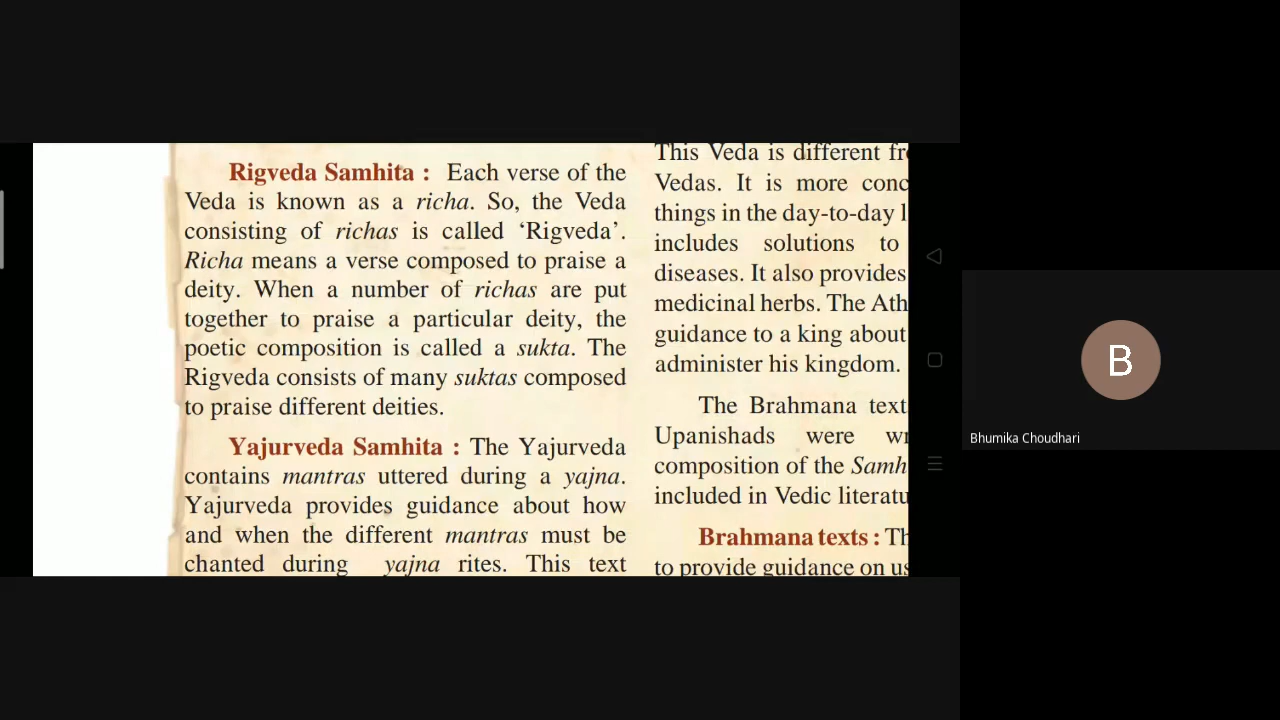 Rigveda Samhita : Each verse of the
Veda is known as a richa. So, the Veda
consisting of richas is called ‘Rigveda’.
Richa means a verse composed to praise a
deity. When a number of richas are put
together to praise a particular deity, the
poetic composition is called a sukta. The
Rigveda consists of many suktas composed
to praise different deities.
Yajurveda Samhita : The Yajurveda
contains mantras uttered during a yajna.
Yajurveda provides guidance about how
and when the different mantras must be
chanted during yajna rites. This text
This Veda is different
Vedas. It is more
things in the day-to-day
includes solutions to
diseases. It also provides
medicinal herbs. The
guidance to a king about
administer his kingdom.
The Brahmana
Upanishads were
composition of the
included in Vedic
Brahmana texts :
to provide guidance on
B
Bhumika Choudhari